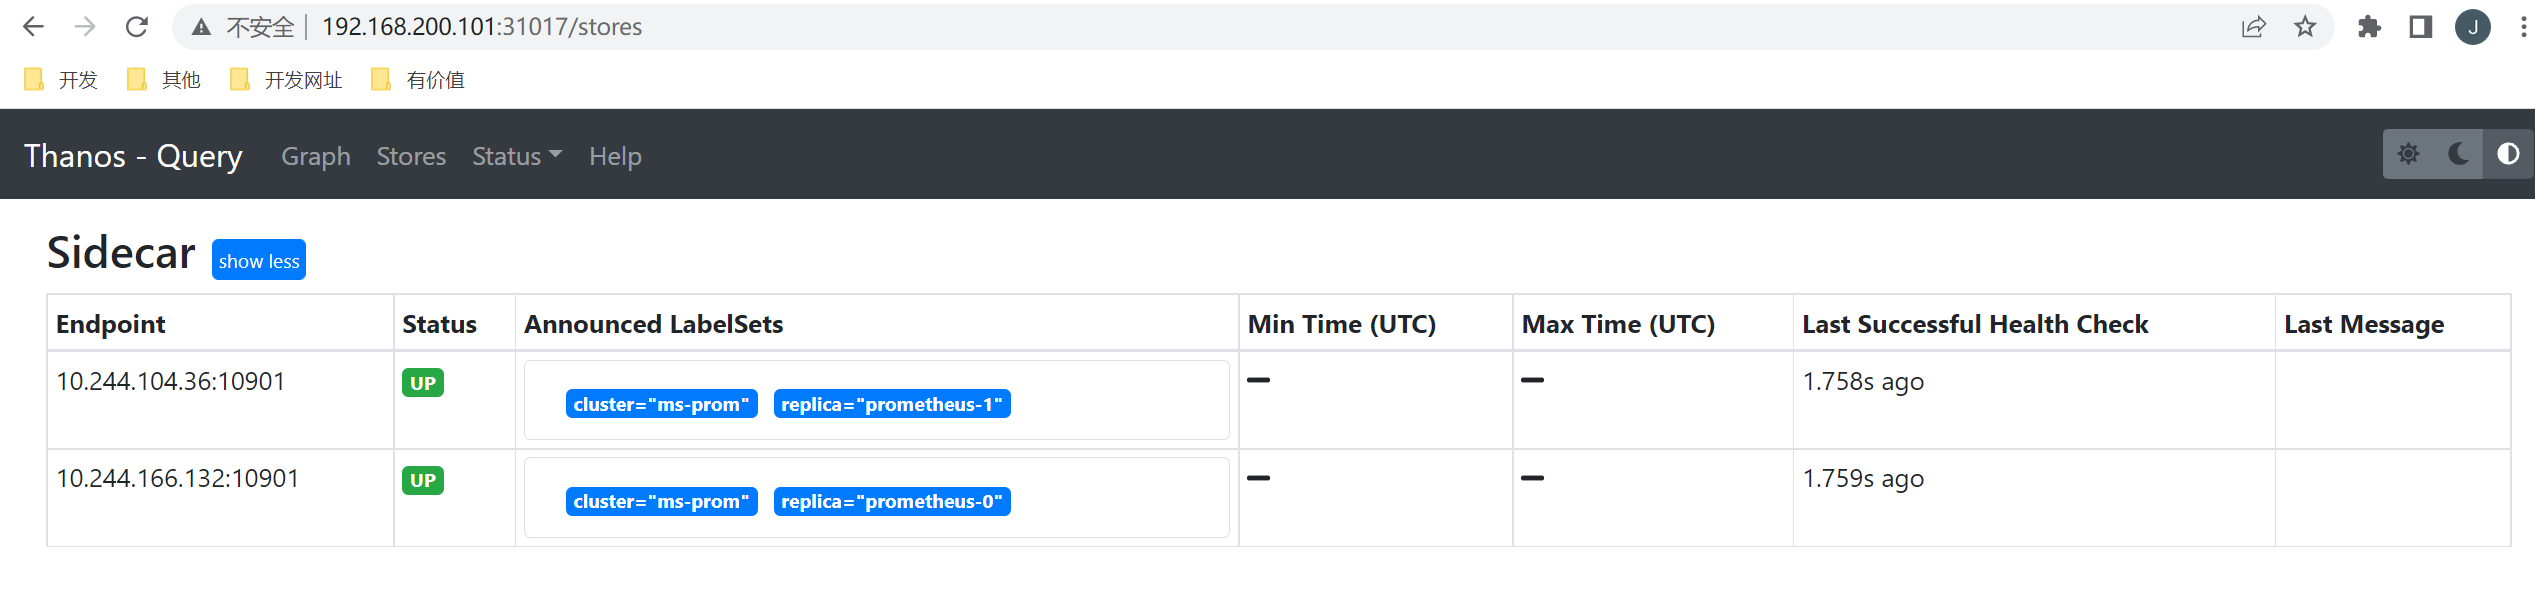 不安全 192.168.200.101:31017/stores J
开发 其他 开发网址 有价值
Thanos - Query Graph Stores Status Help
Sidecar show less
Endpoint Status Announced LabelSets Min Time (UTC) Max Time (UTC) Last Successful Health Check Last Message
10.244.104.36:10901 UP cluster="ms-prom" replica="prometheus-1" — — 1.758s ago
10.244.166.132:10901 UP cluster="ms-prom" replica="prometheus-0" — — 1.759s ago